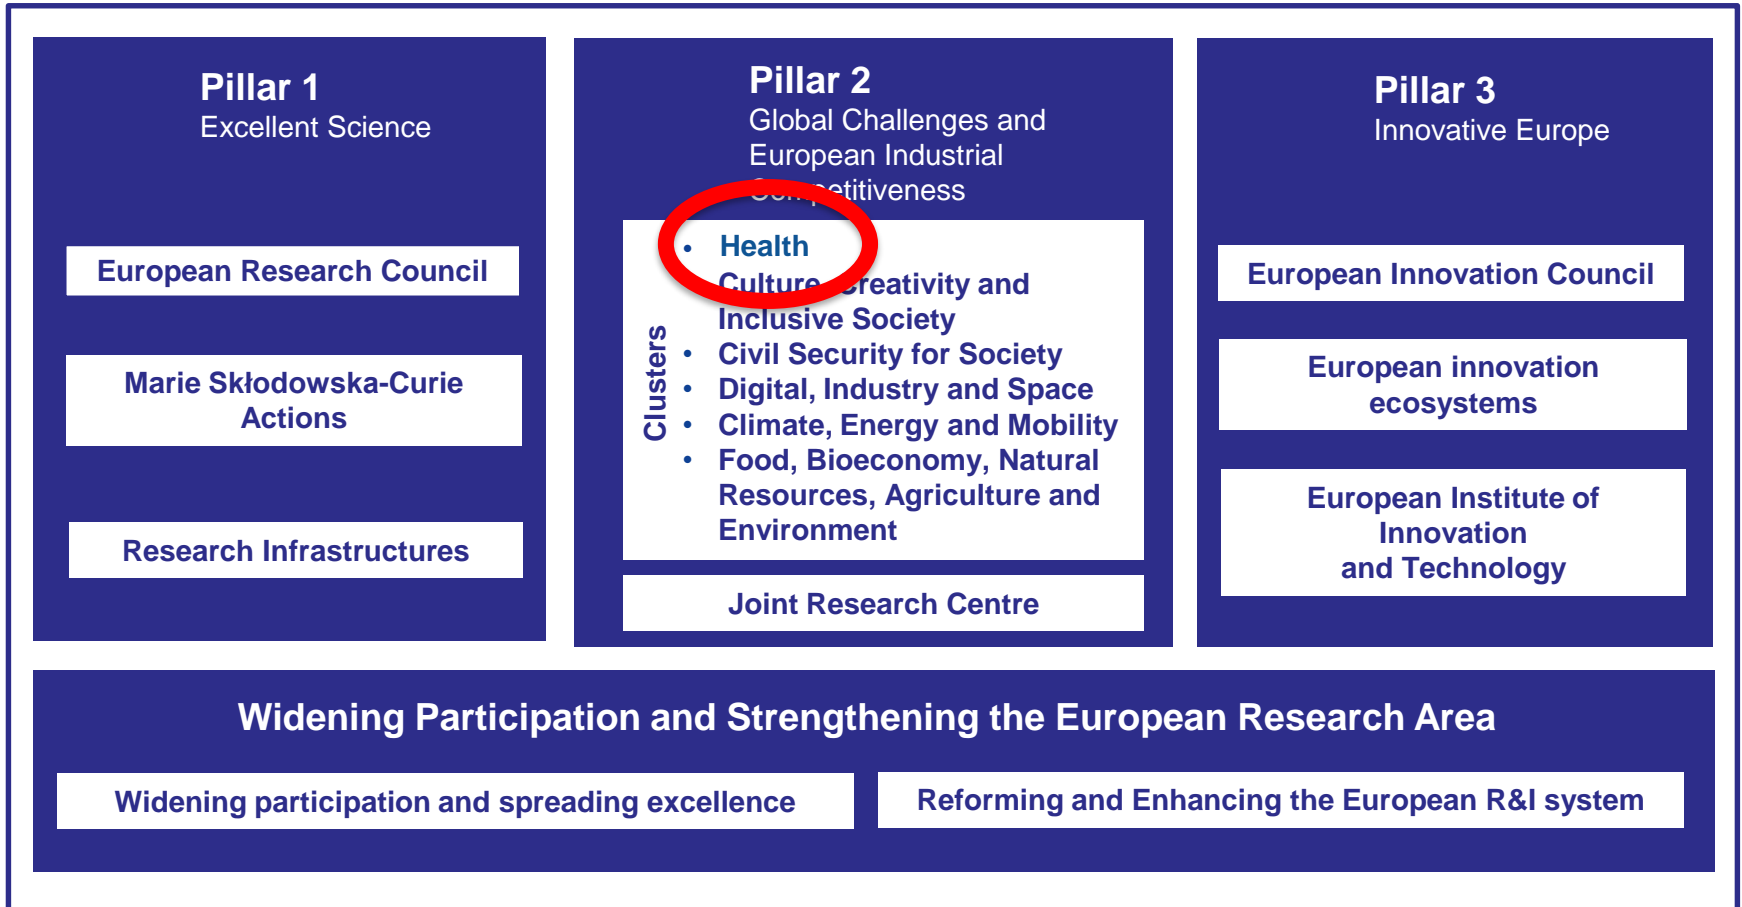 Pillar 1
Excellent Science
European Research Council
Marie Skłodowska-Curie
Actions
Research Infrastructures
Pillar 2
Global Challenges and
European Industrial
Competitiveness
Clusters
• Health
Culture, Creativity and
Inclusive Society
• Civil Security for Society
• Digital, Industry and Space
• Climate, Energy and Mobility
• Food, Bioeconomy, Natural
Resources, Agriculture and
Environment
Joint Research Centre
Pillar 3
Innovative Europe
European Innovation Council
European innovation
ecosystems
European Institute of
Innovation
and Technology
Widening Participation and Strengthening the European Research Area
Widening participation and spreading excellence
Reforming and Enhancing the European R&I system